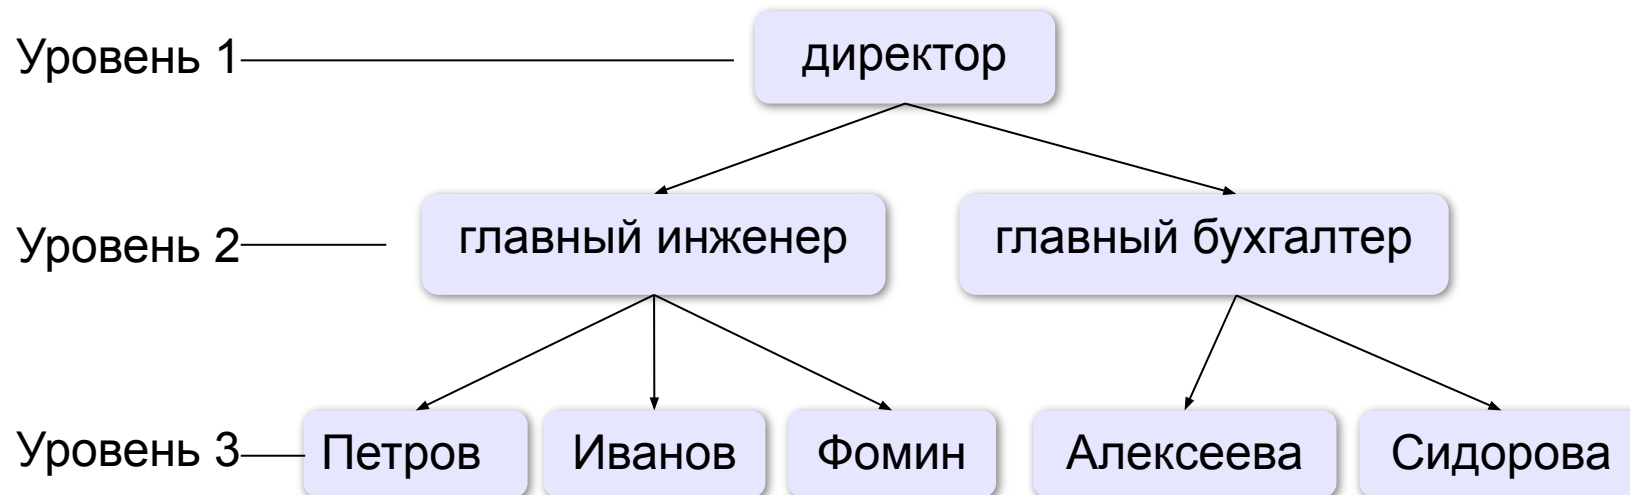 Уровень 1 директор
Уровень 2 главный инженер главный бухгалтер
Уровень 3 Петров Иванов Фомин Алексеева Сидорова